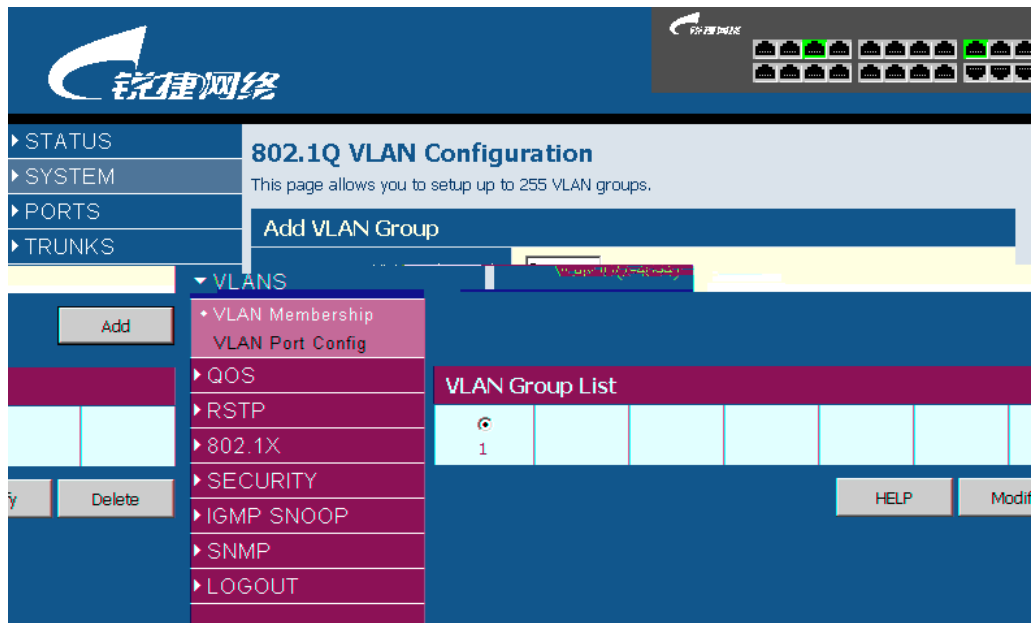 锐捷网络
锐捷网络
STATUS
SYSTEM
PORTS
TRUNKS
802.1Q VLAN Configuration
This page allows you to setup up to 255 VLAN groups.
Add VLAN Group
VLANS
VLAN Membership
VLAN Port Config
QOS
RSTP
802.1X
SECURITY
IGMP SNOOP
SNMP
LOGOUT
Add
VLAN Group List
1
fy
Delete
HELP
Modif